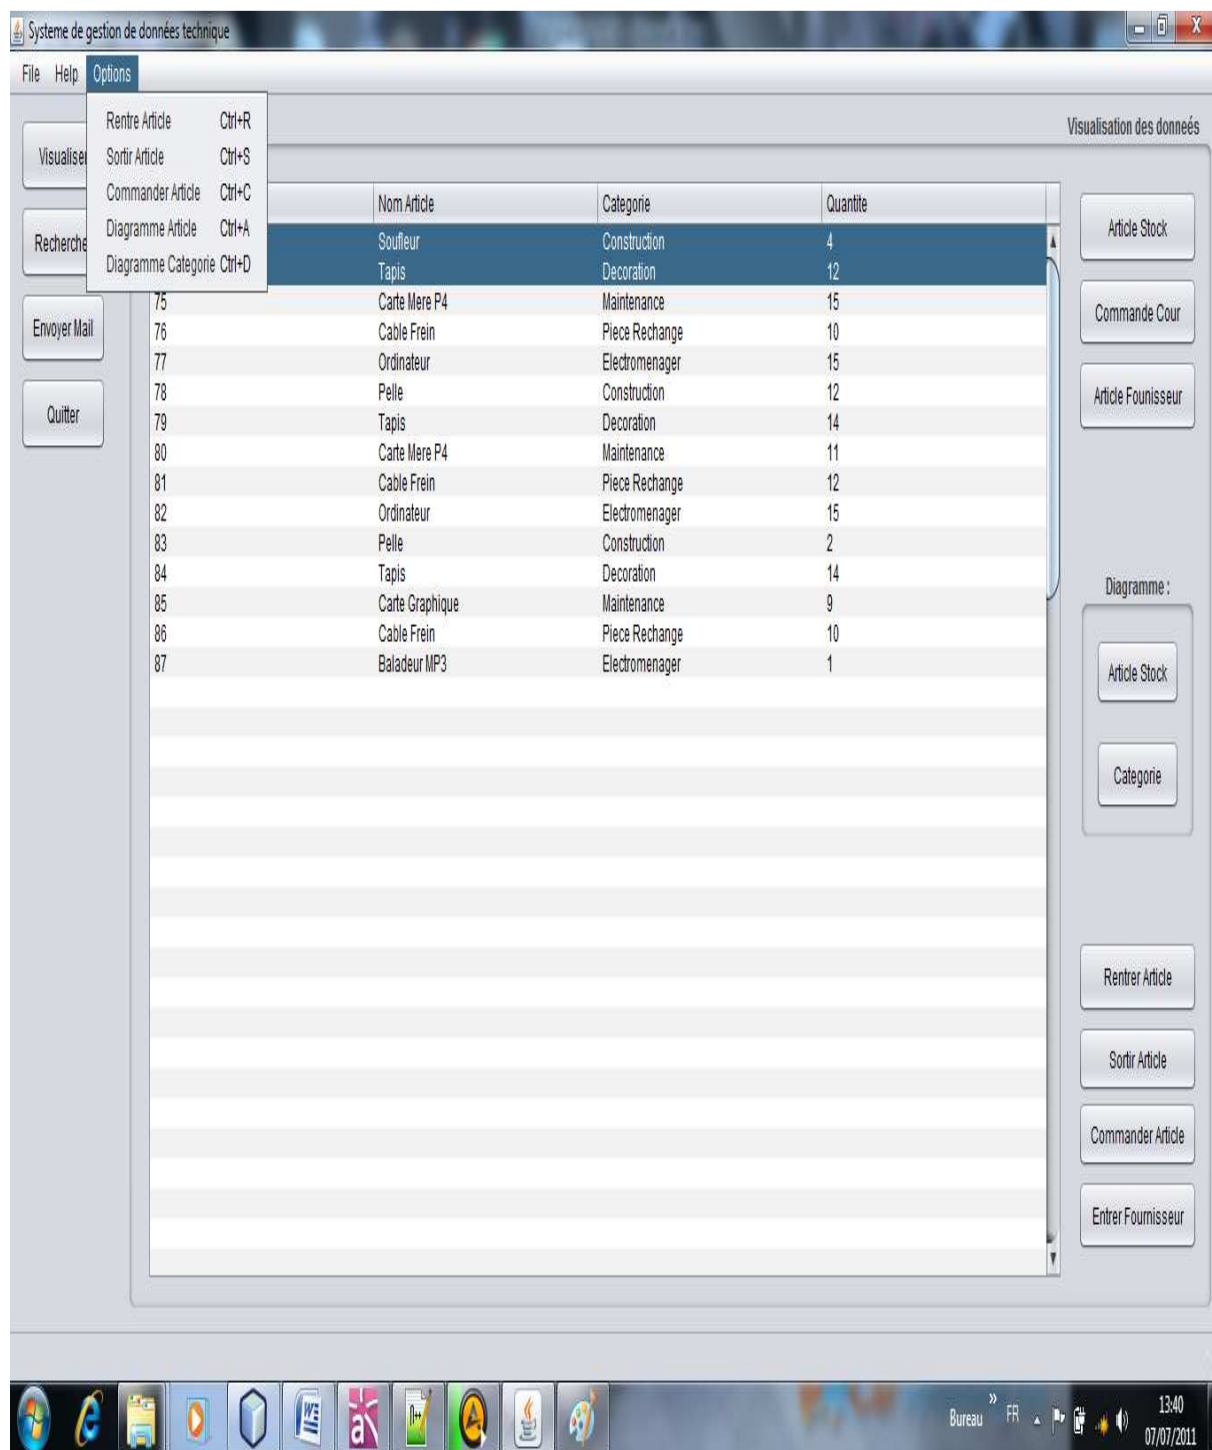 Systeme de gestion de données technique
File Help Options
Rentre Article Ctrl+R
Sortir Article Ctrl+S
Commander Article Ctrl+C
Diagramme Article Ctrl+A
Diagramme Categorie Ctrl+D
Visualiser
Envoyer Mail
Quitter
Visualisation des donneés
Nom Article Categorie Quantite
Soufleur Construction 4
Tapis Decoration 12
75 Carte Mere P4 Maintenance 15
76 Cable Frein Piece Rechange 10
77 Ordinateur Electromenager 15
78 Pelle Construction 12
79 Tapis Decoration 14
80 Carte Mere P4 Maintenance 11
81 Cable Frein Piece Rechange 12
82 Ordinateur Electromenager 15
83 Pelle Construction 2
84 Tapis Decoration 14
85 Carte Graphique Maintenance 9
86 Cable Frein Piece Rechange 10
87 Baladeur MP3 Electromenager 1
Article Stock
Commande Cour
Article Founisseur
Diagramme :
Article Stock
Categorie
Rentrer Article
Sortir Article
Commander Article
Entrer Fournisseur
Bureau » FR
13:40
07/07/2011